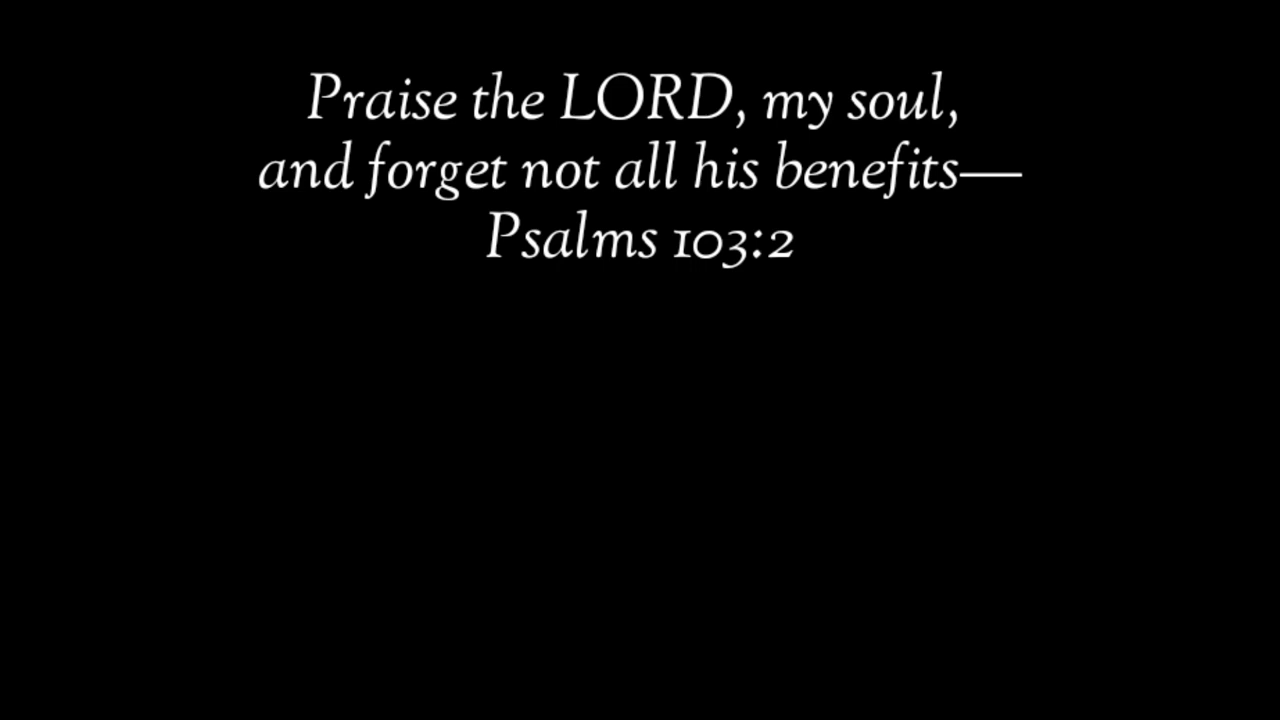 Praise the LORD, my soul,
and forget not all his benefits—
Psalms 103:2